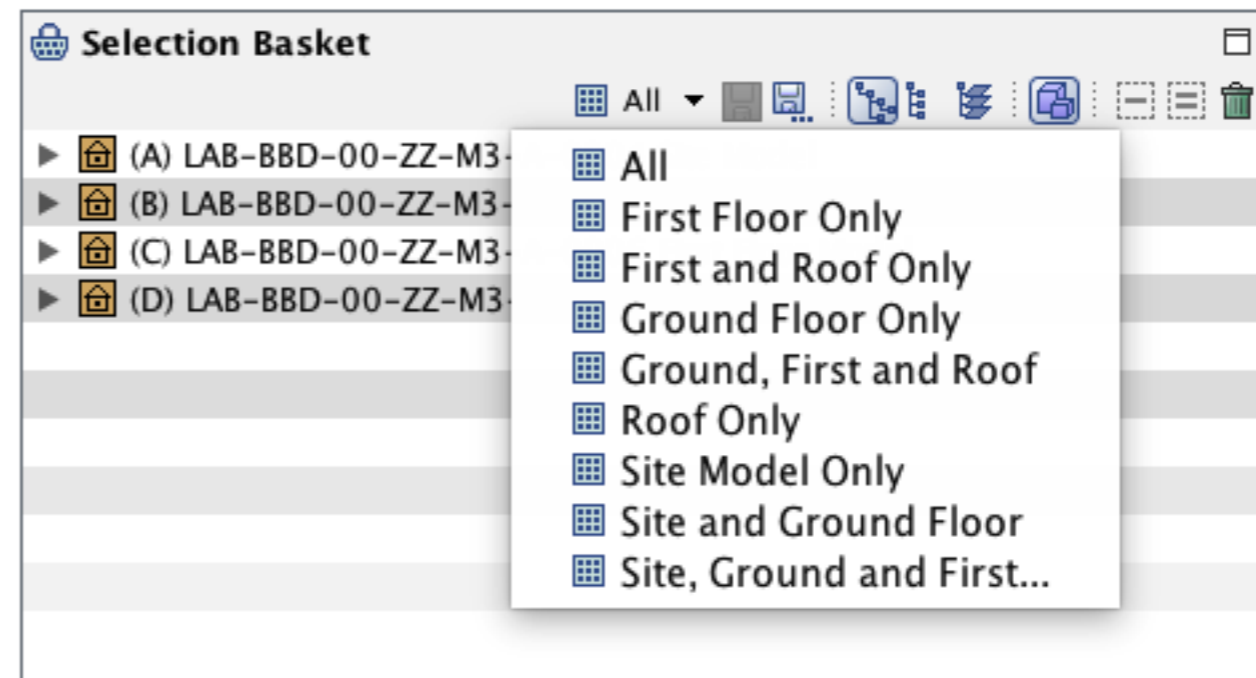 Selection Basket
All
(A) LAB-BBD-00-ZZ-M3-
(B) LAB-BBD-00-ZZ-M3-
(C) LAB-BBD-00-ZZ-M3-
(D) LAB-BBD-00-ZZ-M3-
All
First Floor Only
First and Roof Only
Ground Floor Only
Ground, First and Roof
Roof Only
Site Model Only
Site and Ground Floor
Site, Ground and First...